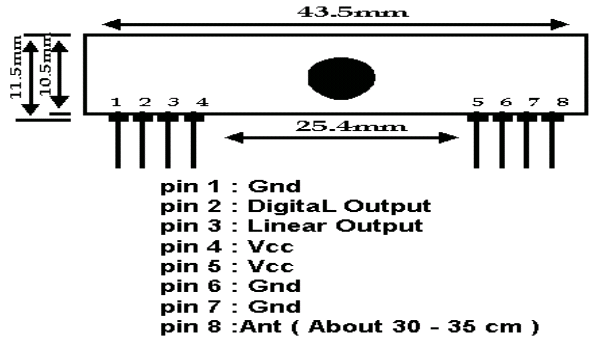 43.5mm
11.5mm
10.5mm
1 2 3 4
5 6 7 8
25.4mm
pin 1 : Gnd
pin 2 : DigitaL Output
pin 3 : Linear Output
pin 4 : Vcc
pin 5 : Vcc
pin 6 : Gnd
pin 7 : Gnd
pin 8 :Ant ( About 30 - 35 cm )